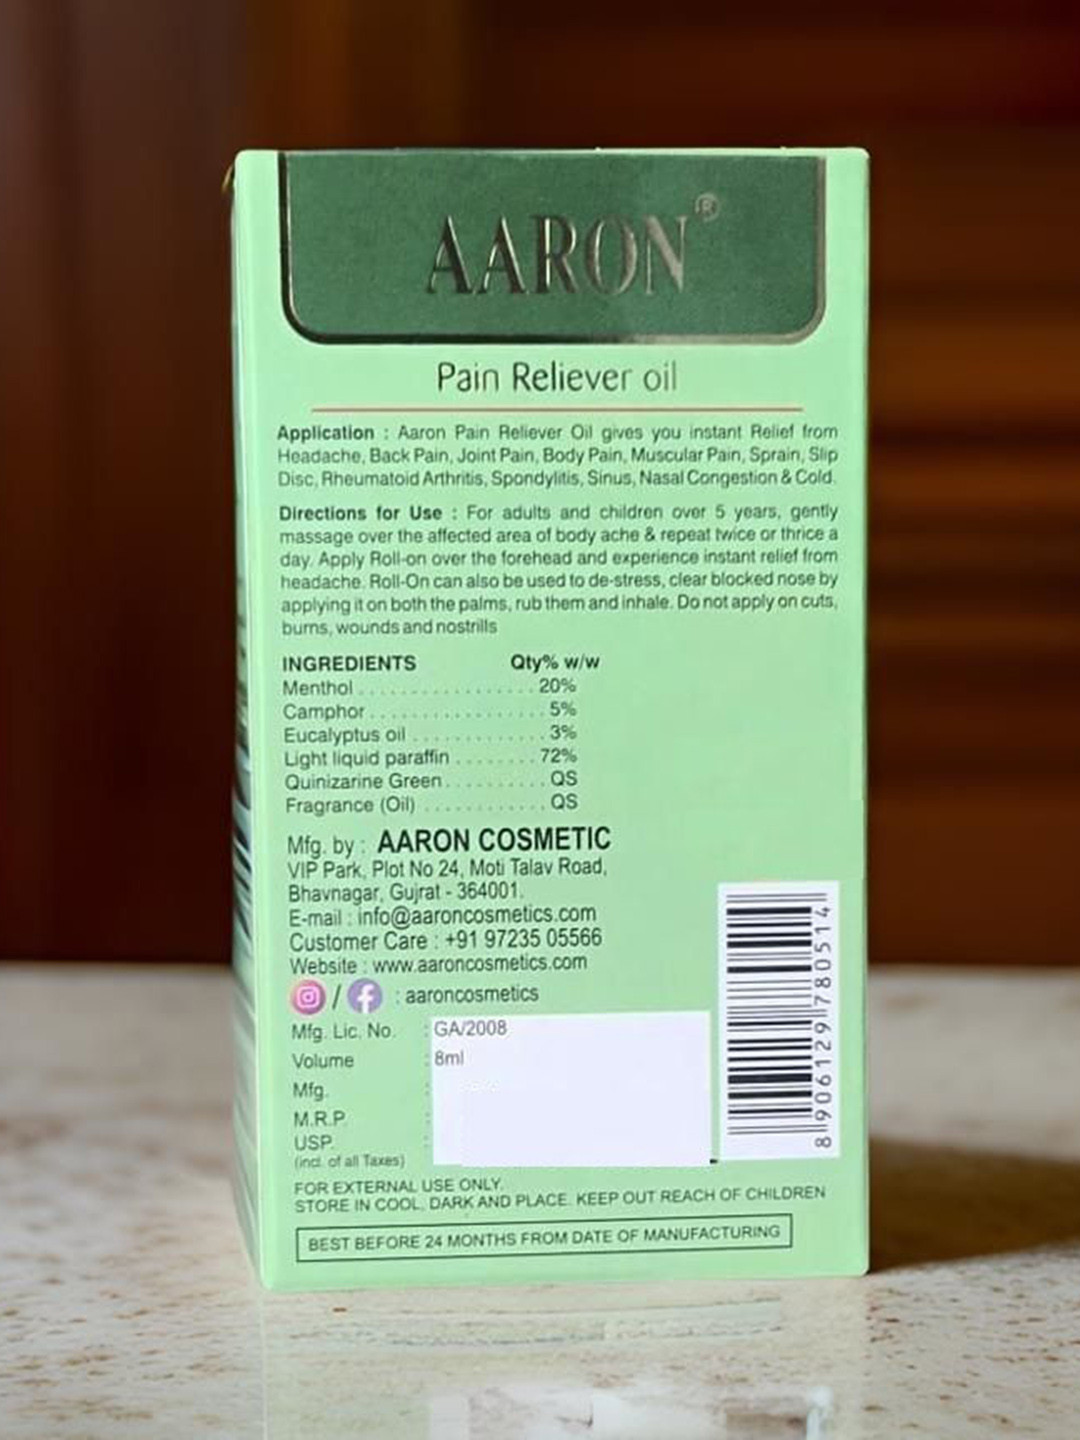 AARON®
Pain Reliever oil
Application : Aaron Pain Reliever Oil gives you instant Relief from
Headache, Back Pain, Joint Pain, Body Pain, Muscular Pain, Sprain, Slip
Disc, Rheumatoid Arthritis, Spondylitis, Sinus, Nasal Congestion & Cold.
Directions for Use : For adults and children over 5 years, gently
massage over the affected area of body ache & repeat twice or thrice a
day. Apply Roll-on over the forehead and experience instant relief from
headache. Roll-On can also be used to de-stress, clear blocked nose by
applying it on both the palms, rub them and inhale. Do not apply on cuts,
burns, wounds and nostrils
INGREDIENTS Qty% w/w
Menthol ................. 20%
Camphor ................. 5%
Eucalyptus oil ............ 3%
Light liquid paraffin ........ 72%
Quinizarine Green.......... QS
Fragrance (Oil) ............ QS
Mfg. by : AARON COSMETIC
VIP Park, Plot No 24, Moti Talav Road,
Bhavnagar, Gujrat - 364001.
E-mail : info@aaroncosmetics.com
Customer Care : +91 97235 05566
Website : www.aaroncosmetics.com
/ : aaroncosmetics
Mfg. Lic. No. : GA/2008
Volume : 8ml
Mfg. :
M.R.P. :
USP. :
(incl. of all Taxes)
8906129780514
FOR EXTERNAL USE ONLY.
STORE IN COOL, DARK AND PLACE. KEEP OUT REACH OF CHILDREN
BEST BEFORE 24 MONTHS FROM DATE OF MANUFACTURING